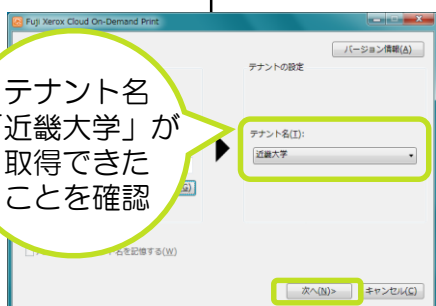 Fuji Xerox Cloud On-Demand Print
バージョン情報(A)
テナントの設定
テナント名
「近畿大学」が
取得できた
ことを確認
テナント名(T):
近畿大学
(G)
ト名を記憶する(W)
次へ(N)>
キャンセル(C)